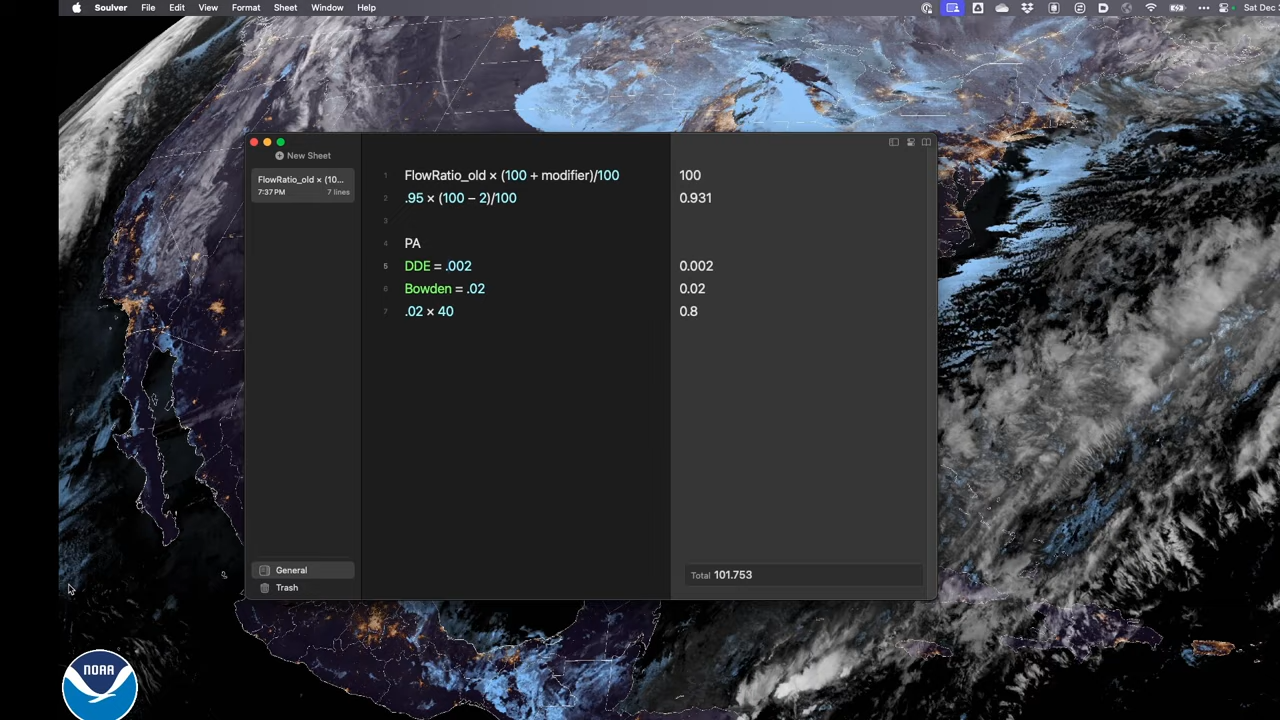 Soulver File Edit View Format Sheet Window Help
Sat Dec
New Sheet
FlowRatio_old × (10...
7:37 PM 7 lines
1 FlowRatio_old × (100 + modifier)/100 100
2 .95 × (100 − 2)/100 0.931
3
4 PA
5 DDE = .002 0.002
6 Bowden = .02 0.02
7 .02 × 40 0.8
General
Trash
Total 101.753
NOAA